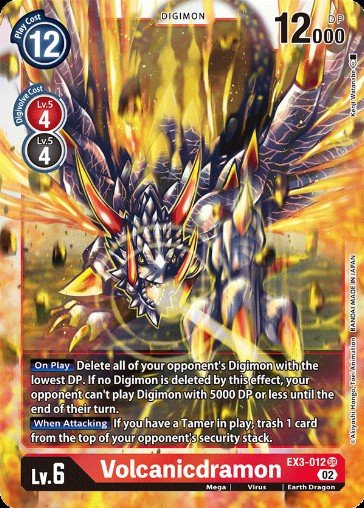 Play Cost
12
DIGIMON
12000
DP
Digivolve Cost
Lv.5
4
Lv.5
4
Kenji Watanabe
©Akiyoshi Hongo, Toei Animation ©BANDAI MADE IN JAPAN
On Play Delete all of your opponent's Digimon with the
lowest DP. If no Digimon is deleted by this effect, your
opponent can't play Digimon with 5000 DP or less until the
end of their turn.
When Attacking If you have a Tamer in play, trash 1 card
from the top of your opponent's security stack.
Lv.6
Volcanicdramon
EX3-012 SR
02
Mega
Virus
Earth Dragon